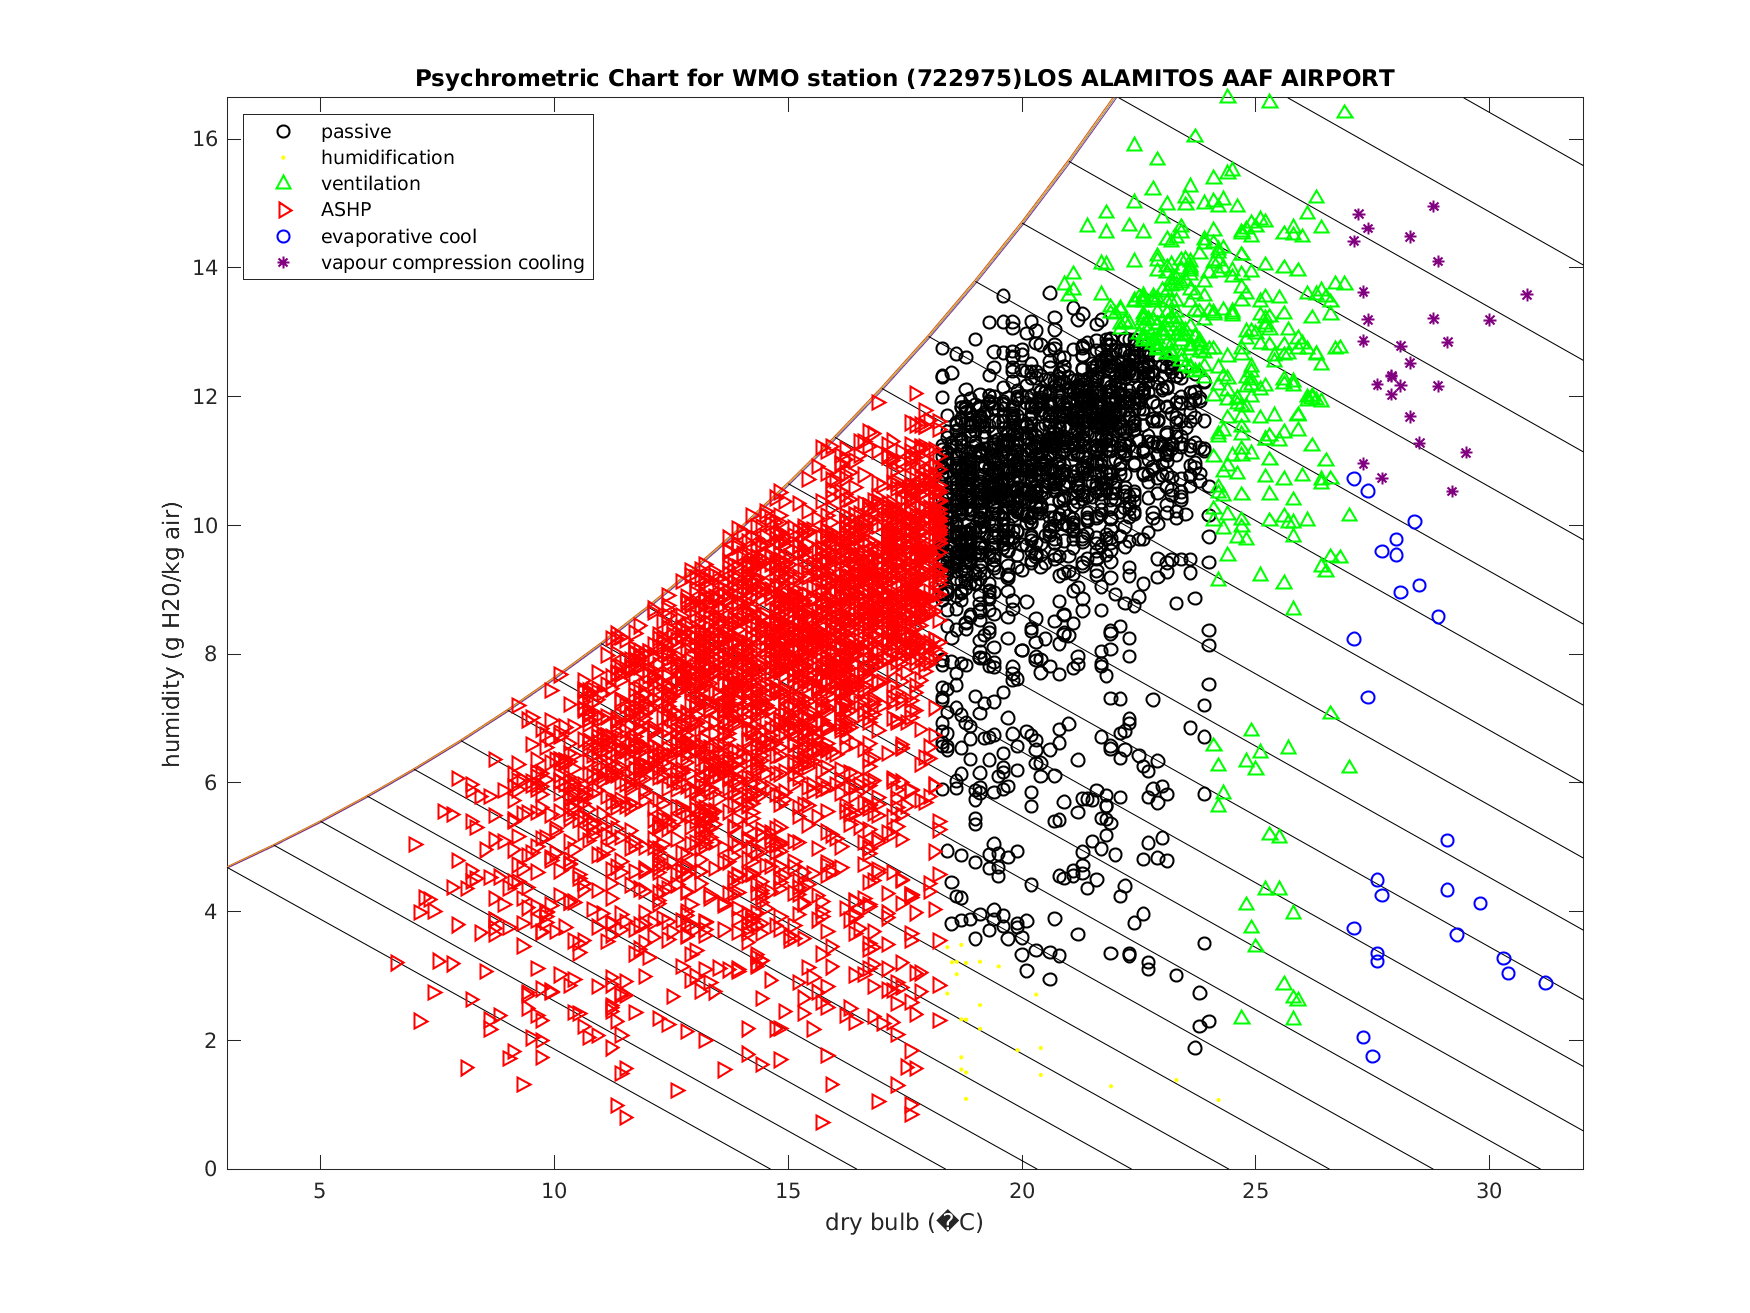 Psychrometric Chart for WMO station (722975)LOS ALAMITOS AAF AIRPORT
passive
humidification
ventilation
ASHP
evaporative cool
vapour compression cooling
humidity (g H20/kg air)
16
14
12
10
8
6
4
2
0
5 10 15 20 25 30
dry bulb (�C)